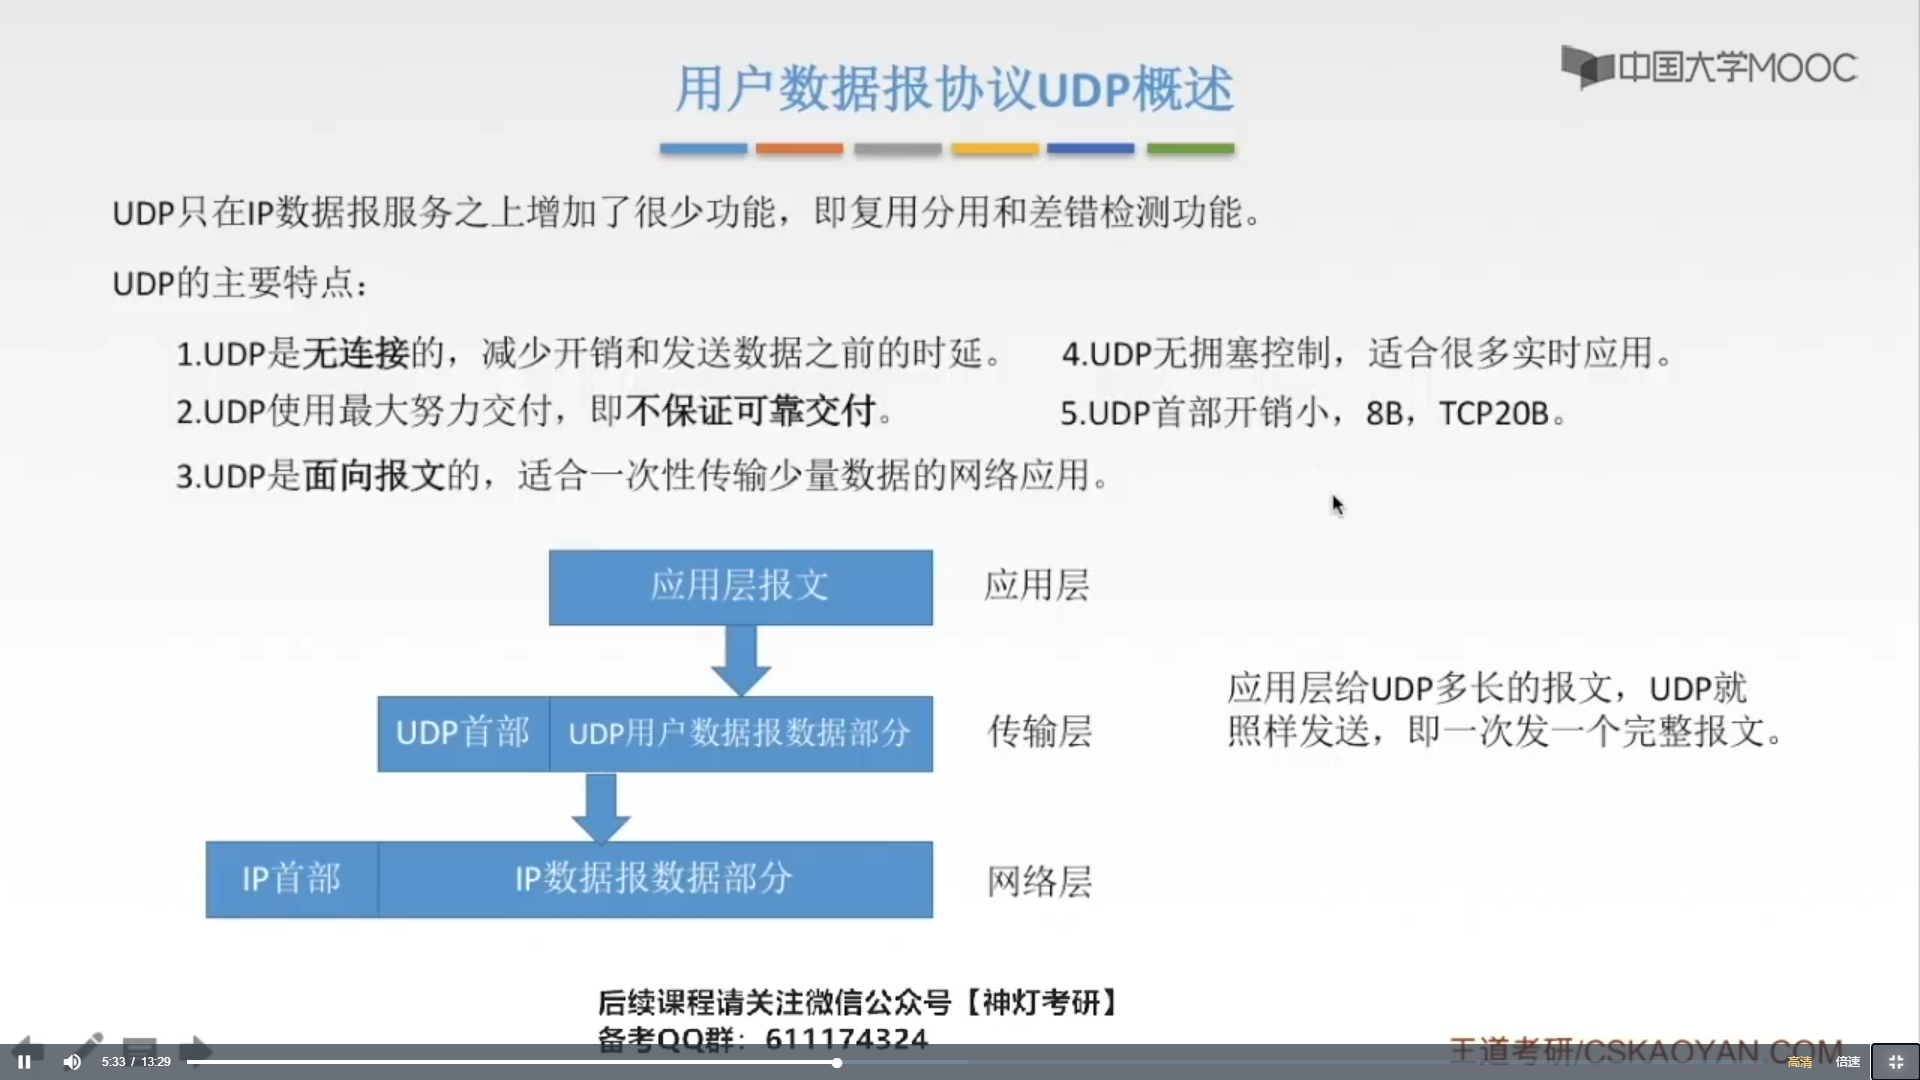 用户数据报协议UDP概述
中国大学MOOC
UDP只在IP数据报服务之上增加了很少功能，即复用分用和差错检测功能。
UDP的主要特点：
1.UDP是无连接的，减少开销和发送数据之前的时延。
2.UDP使用最大努力交付，即不保证可靠交付。
3.UDP是面向报文的，适合一次性传输少量数据的网络应用。
4.UDP无拥塞控制，适合很多实时应用。
5.UDP首部开销小，8B，TCP20B。
应用层报文
应用层
UDP首部
UDP用户数据报数据部分
传输层
应用层给UDP多长的报文，UDP就
照样发送，即一次发一个完整报文。
IP首部
IP数据报数据部分
网络层
后续课程请关注微信公众号【神灯考研】
备考QQ群：611174324
王道考研/CSKAOYAN.COM
5:33 / 13:29
高清
倍速